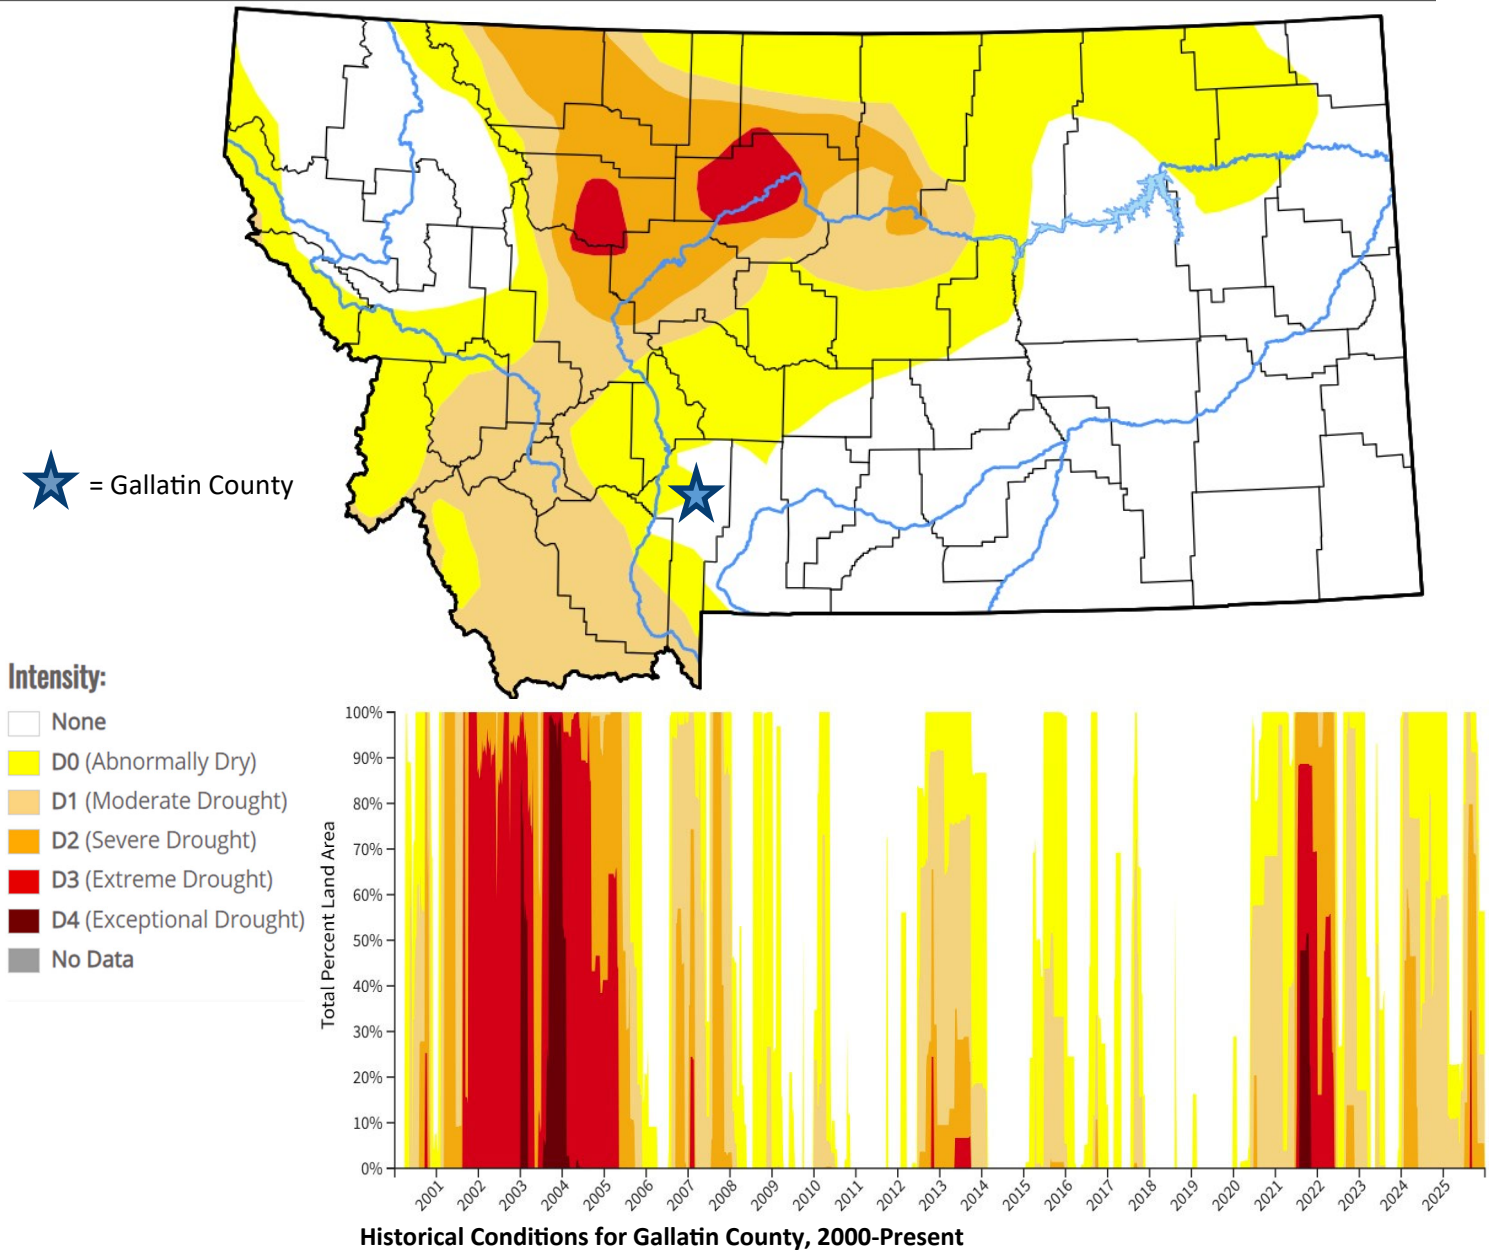 = Gallatin County
Intensity:
None
D0 (Abnormally Dry)
D1 (Moderate Drought)
D2 (Severe Drought)
D3 (Extreme Drought)
D4 (Exceptional Drought)
No Data
Total Percent Land Area
100%
90%
80%
70%
60%
50%
40%
30%
20%
10%
0%
2001 2002 2003 2004 2005 2006 2007 2008 2009 2010 2011 2012 2013 2014 2015 2016 2017 2018 2019 2020 2021 2022 2023 2024 2025
Historical Conditions for Gallatin County, 2000-Present